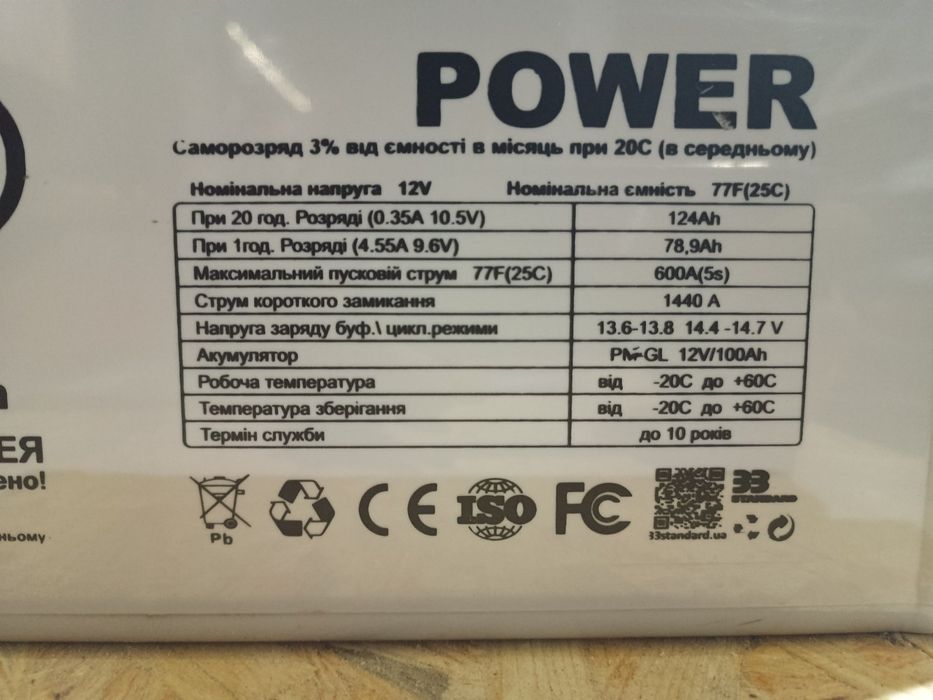 POWER
Саморозряд 3% від ємності в місяць при 20С (в середньому)
Номінальна напруга 12V Номінальна ємність 77F(25C)
При 20 год. Розряді (0.35А 10.5V) 124Ah
При 1год. Розряді (4.55А 9.6V) 78,9Ah
Максимальний пусковій струм 77F(25C) 600A(5s)
Струм короткого замикання 1440 А
Напруга заряду буф.\ цикл.режими 13.6-13.8 14.4 -14.7 V
Акумулятор GL 12V/100Ah
Робоча температура від -20С до +60С
Температура зберігання від -20С до +60С
Термін служби до 10 років
ЕЯ
ено!
ньому
Pb
CE
ISO
FC
33
STANDARD
33standard.ua